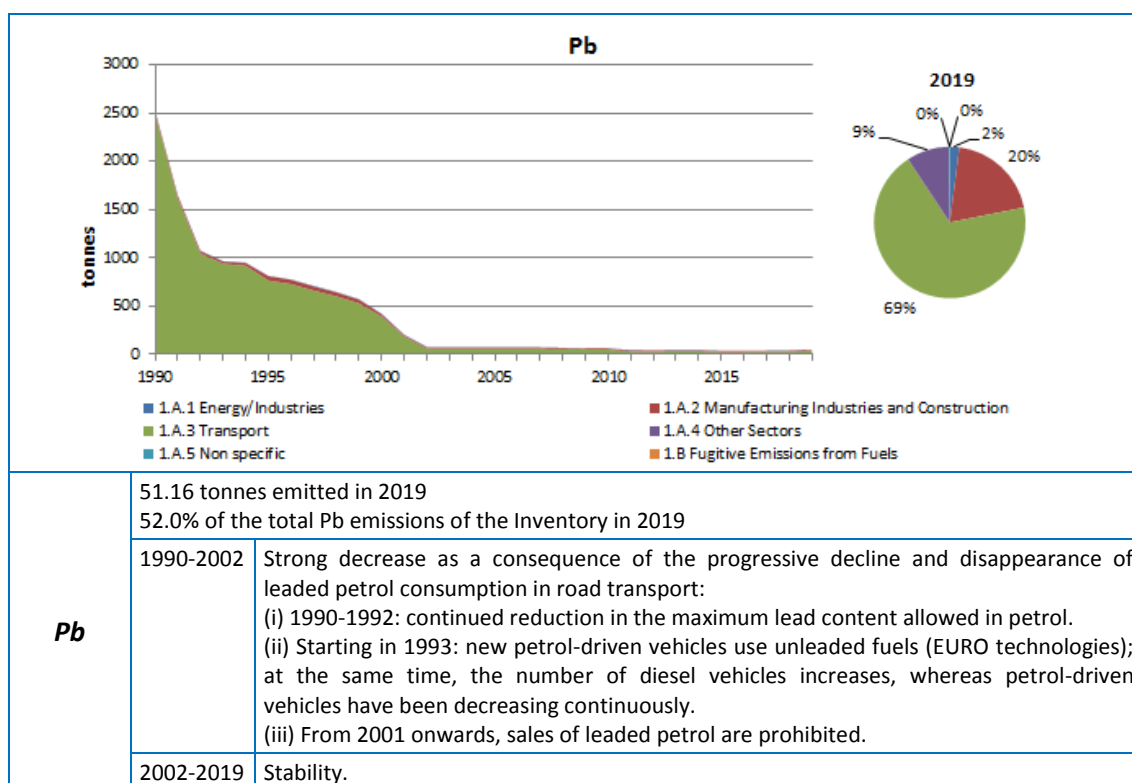 Pb
3000
2500
2000
1500
1000
500
0
tonnes
1990
1995
2000
2005
2010
2015
2019
0%
0%
2%
9%
20%
69%
1.A.1 Energy/Industries
1.A.2 Manufacturing Industries and Construction
1.A.3 Transport
1.A.4 Other Sectors
1.A.5 Non specific
1.B Fugitive Emissions from Fuels
Pb
51.16 tonnes emitted in 2019
52.0% of the total Pb emissions of the Inventory in 2019
1990-2002
Strong decrease as a consequence of the progressive decline and disappearance of
leaded petrol consumption in road transport:
(i) 1990-1992: continued reduction in the maximum lead content allowed in petrol.
(ii) Starting in 1993: new petrol-driven vehicles use unleaded fuels (EURO technologies);
at the same time, the number of diesel vehicles increases, whereas petrol-driven
vehicles have been decreasing continuously.
(iii) From 2001 onwards, sales of leaded petrol are prohibited.
2002-2019
Stability.